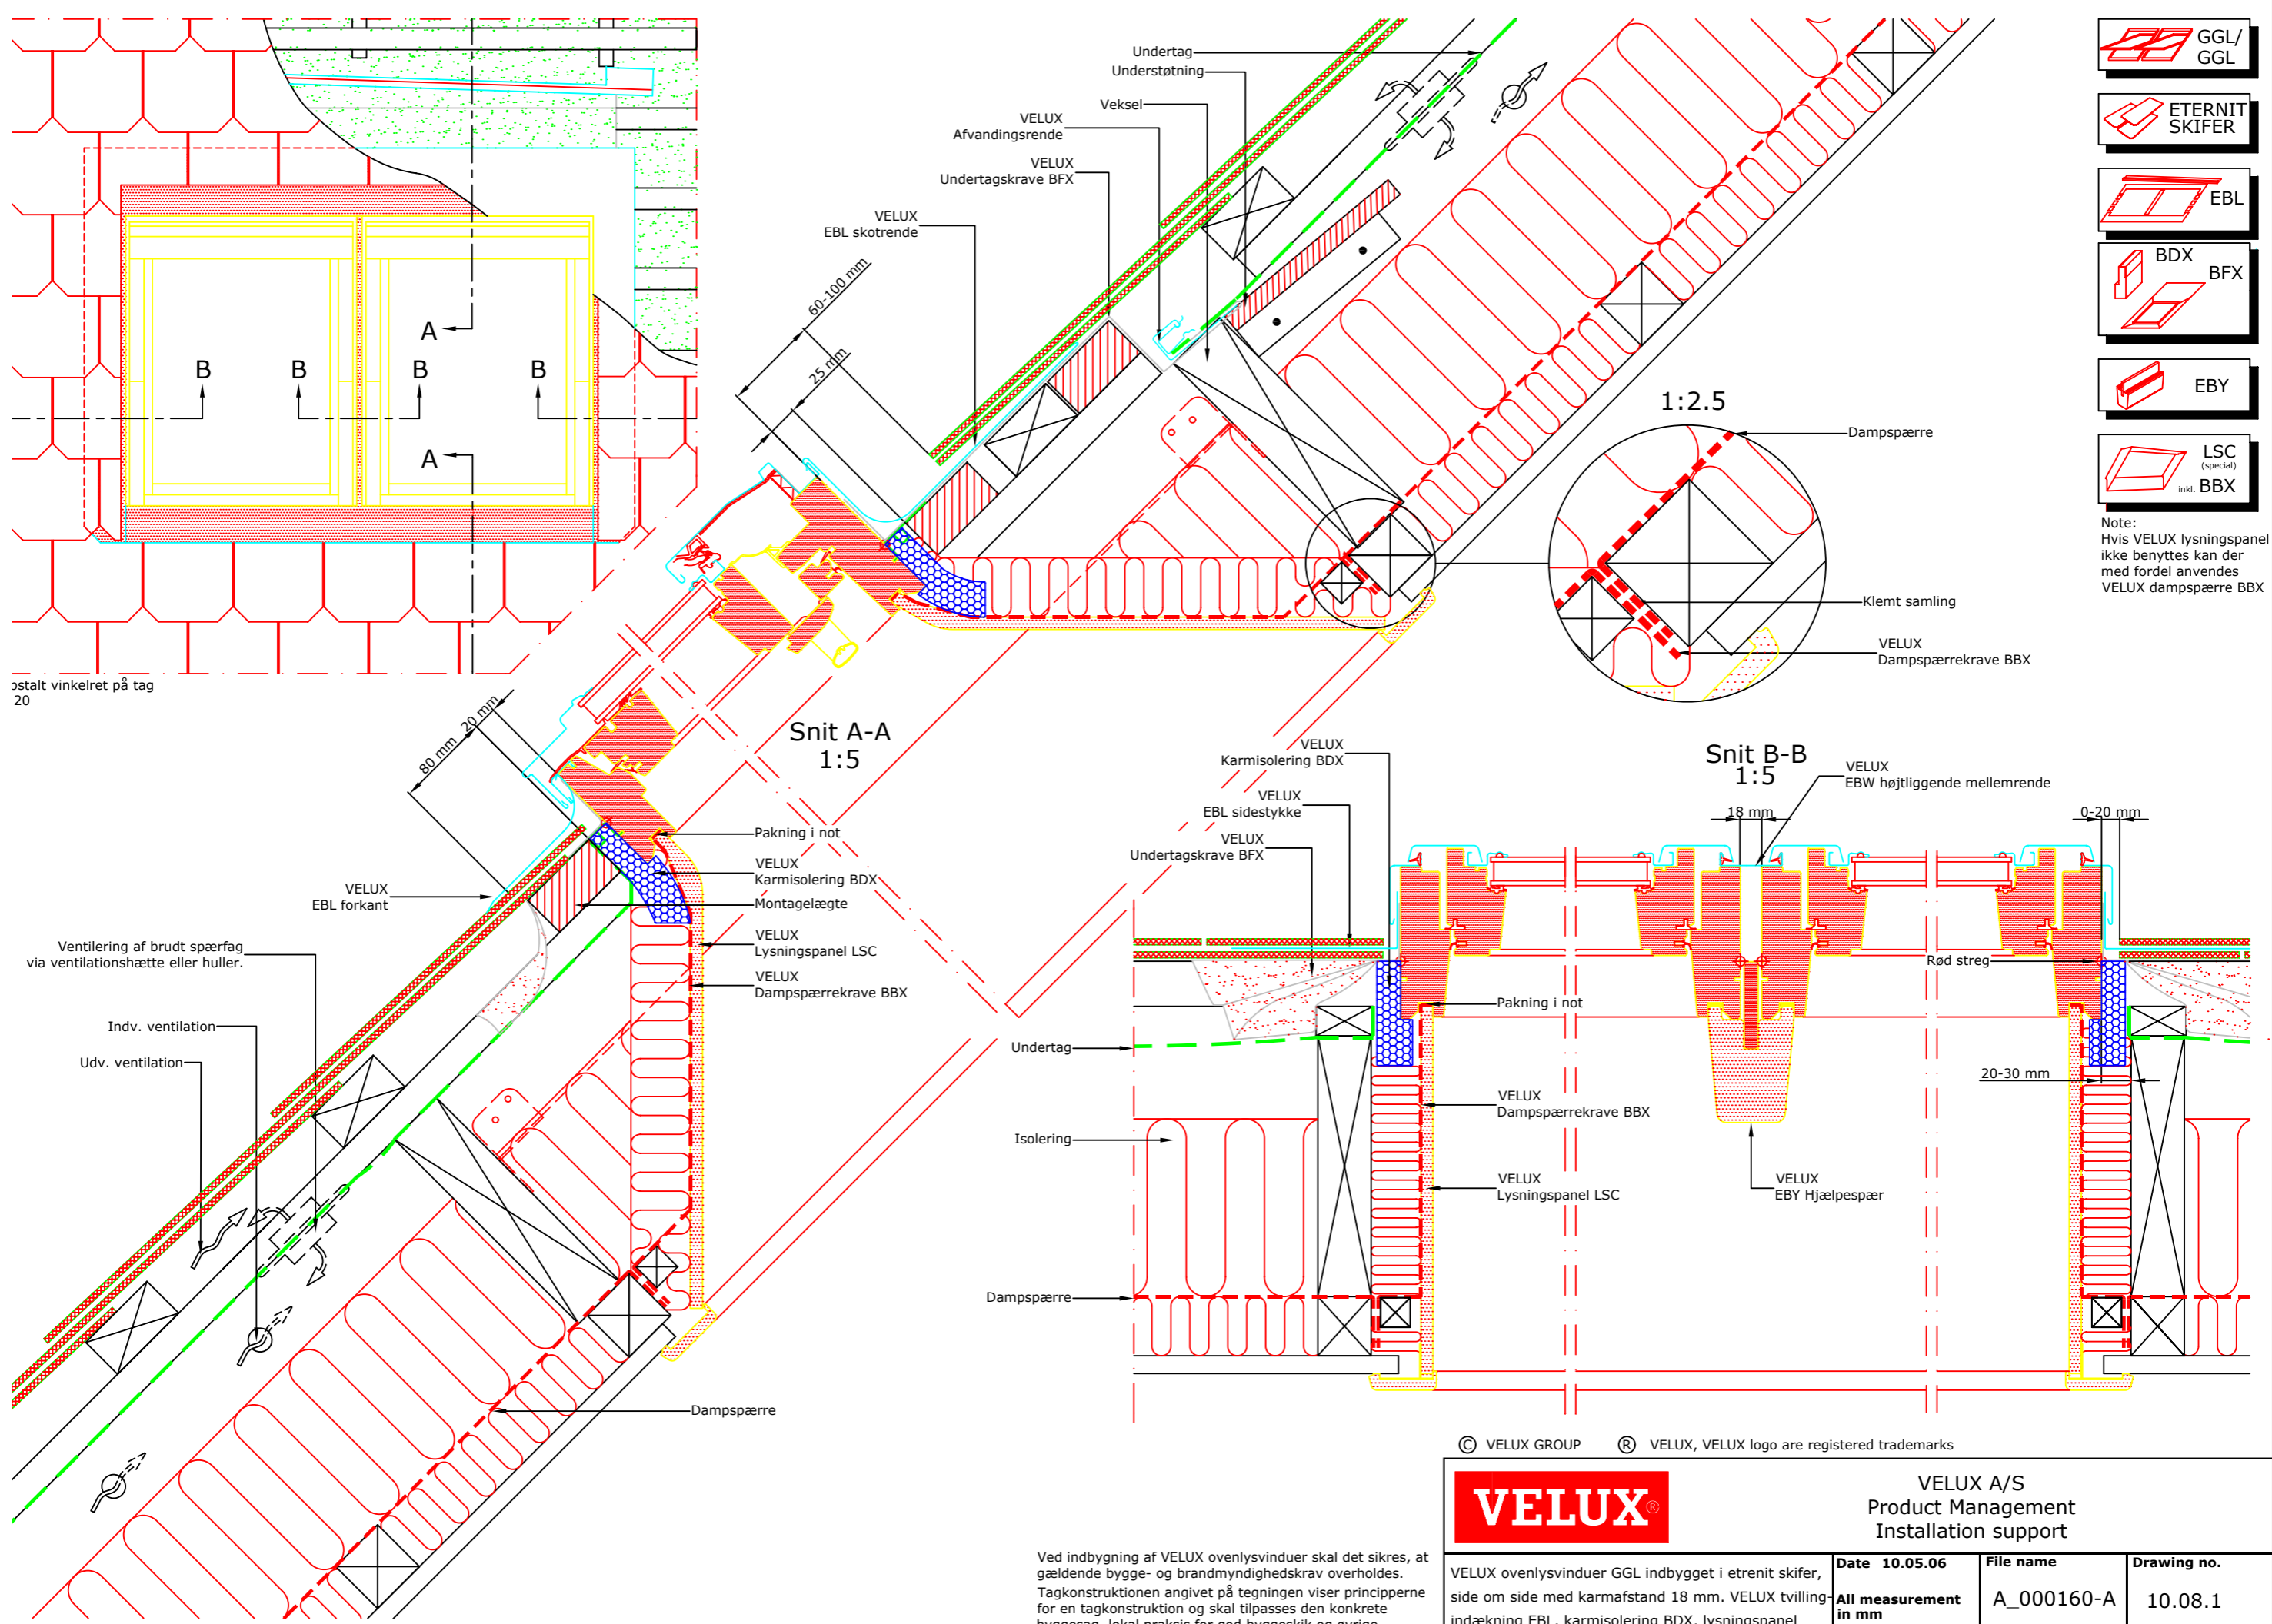 Undertag
Understøtning
Veksel
VELUX
Afvandingsrende
VELUX
Undertagskrave BFX
VELUX
EBL skotrende
60-100 mm
25 mm
GGL/
GGL
ETERNIT
SKIFER
EBL
BDX
BFX
EBY
LSC
(special)
inkl. BBX
Note:
Hvis VELUX lysningspanel
ikke benyttes kan der
med fordel anvendes
VELUX dampspærre BBX
A
B B B B
A
pstalt vinkelret på tag
20
1:2.5
Dampspærre
Klemt samling
VELUX
Dampspærrekrave BBX
20 mm
80 mm
Snit A-A
1:5
Pakning i not
VELUX
Karmisolering BDX
Montagelægte
VELUX
Lysningspanel LSC
VELUX
Dampspærrekrave BBX
VELUX
EBL forkant
Ventilering af brudt spærfag
via ventilationshætte eller huller.
Indv. ventilation
Udv. ventilation
Dampspærre
Snit B-B
1:5
VELUX
Karmisolering BDX
VELUX
EBL sidestykke
VELUX
Undertagskrave BFX
VELUX
EBW højtliggende mellemrende
18 mm
0-20 mm
Rød streg
Pakning i not
Undertag
20-30 mm
VELUX
Dampspærrekrave BBX
Isolering
VELUX
Lysningspanel LSC
VELUX
EBY Hjælpespær
Dampspærre
© VELUX GROUP ® VELUX, VELUX logo are registered trademarks
VELUX®
VELUX A/S
Product Management
Installation support
Ved indbygning af VELUX ovenlysvinduer skal det sikres, at
gældende bygge- og brandmyndighedskrav overholdes.
Tagkonstruktionen angivet på tegningen viser principperne
for en tagkonstruktion og skal tilpasses den konkrete
VELUX ovenlysvinduer GGL indbygget i etrenit skifer,
side om side med karmafstand 18 mm. VELUX tvilling-
indækning EBL, karmisolering BDX, lysningspanel
Date 10.05.06
All measurement
in mm
File name
A_000160-A
Drawing no.
10.08.1